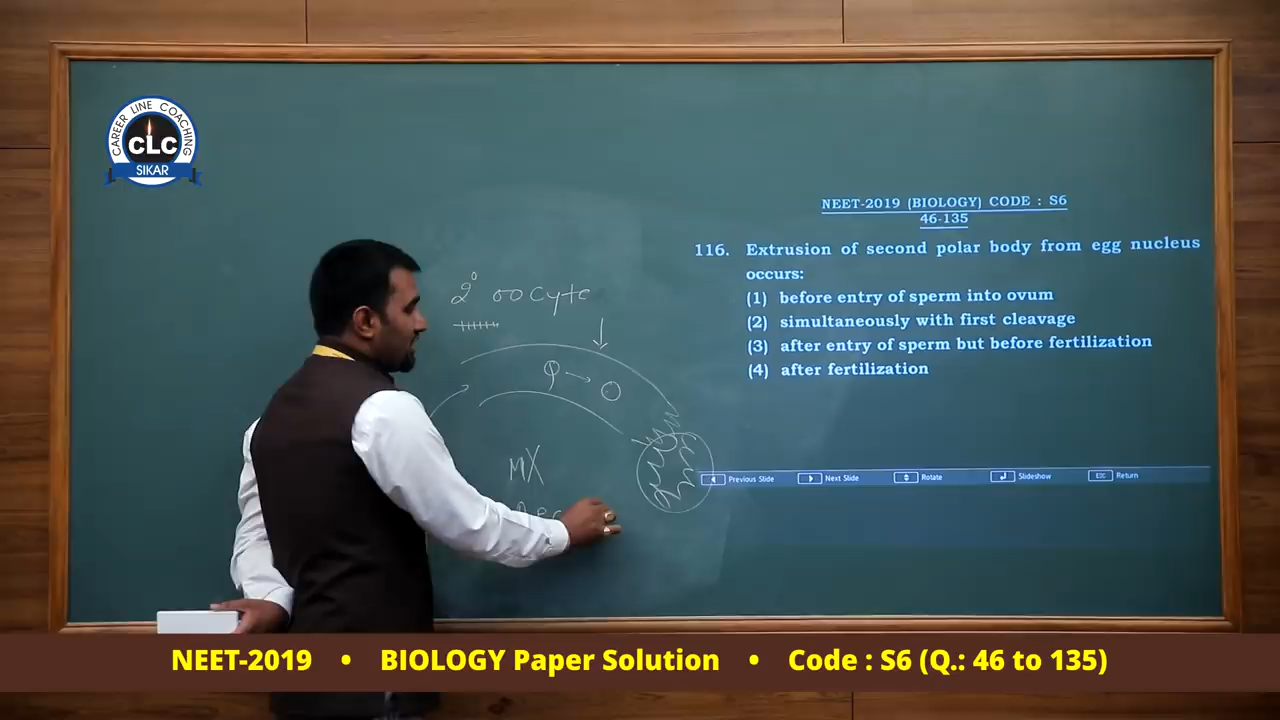 CAREER LINE COACHING
CLC
SIKAR
NEET-2019 (BIOLOGY) CODE : S6
46-135
116. Extrusion of second polar body from egg nucleus
occurs:
(1) before entry of sperm into ovum
(2) simultaneously with first cleavage
(3) after entry of sperm but before fertilization
(4) after fertilization
2° oocyte
Previous Slide
Next Slide
Rotate
Slideshow
ESC Return
NEET-2019 • BIOLOGY Paper Solution • Code : S6 (Q.: 46 to 135)